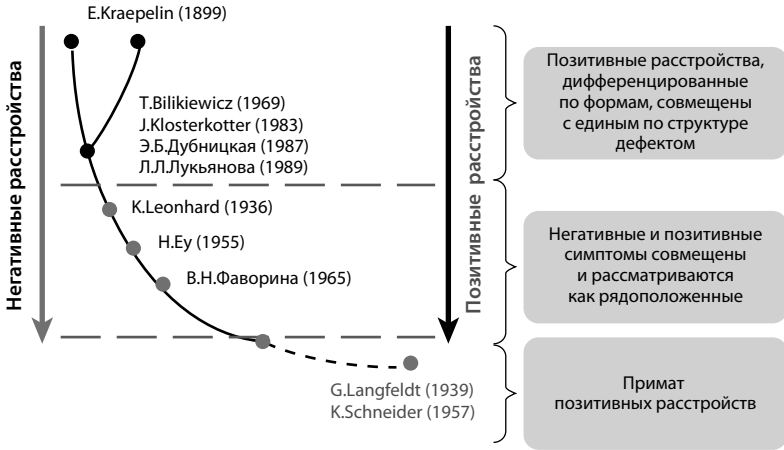 E.Kraepelin (1899)
Негативные расстройства
T.Bilikiewicz (1969)
J.Klosterkotter (1983)
Э.Б.Дубницкая (1987)
Л.Л.Лукьянова (1989)
K.Leonhard (1936)
H.Ey (1955)
В.Н.Фаворина (1965)
G.Langfeldt (1939)
K.Schneider (1957)
Позитивные расстройства
Позитивные расстройства,
дифференцированные
по формам, совмещены
с единым по структуре
дефектом
Негативные и позитивные
симптомы совмещены
и рассматриваются
как рядоположенные
Примат
позитивных расстройств